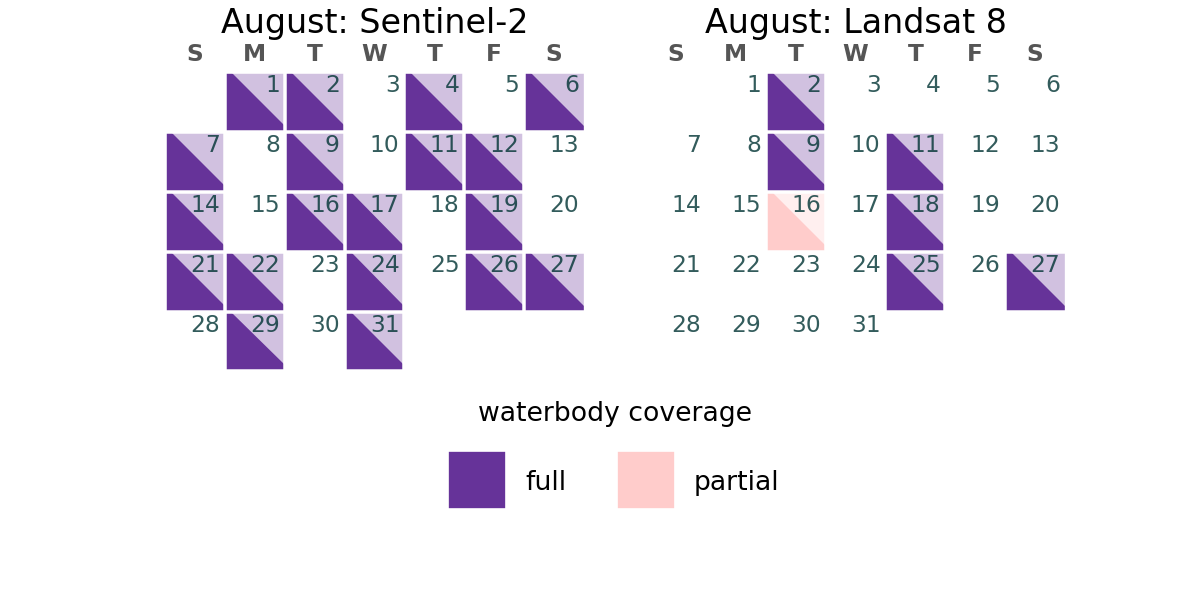 August: Sentinel-2
S M T W T F S
1 2 3 4 5 6
7 8 9 10 11 12 13
14 15 16 17 18 19 20
21 22 23 24 25 26 27
28 29 30 31
August: Landsat 8
S M T W T F S
1 2 3 4 5 6
7 8 9 10 11 12 13
14 15 16 17 18 19 20
21 22 23 24 25 26 27
28 29 30 31
waterbody coverage
full
partial